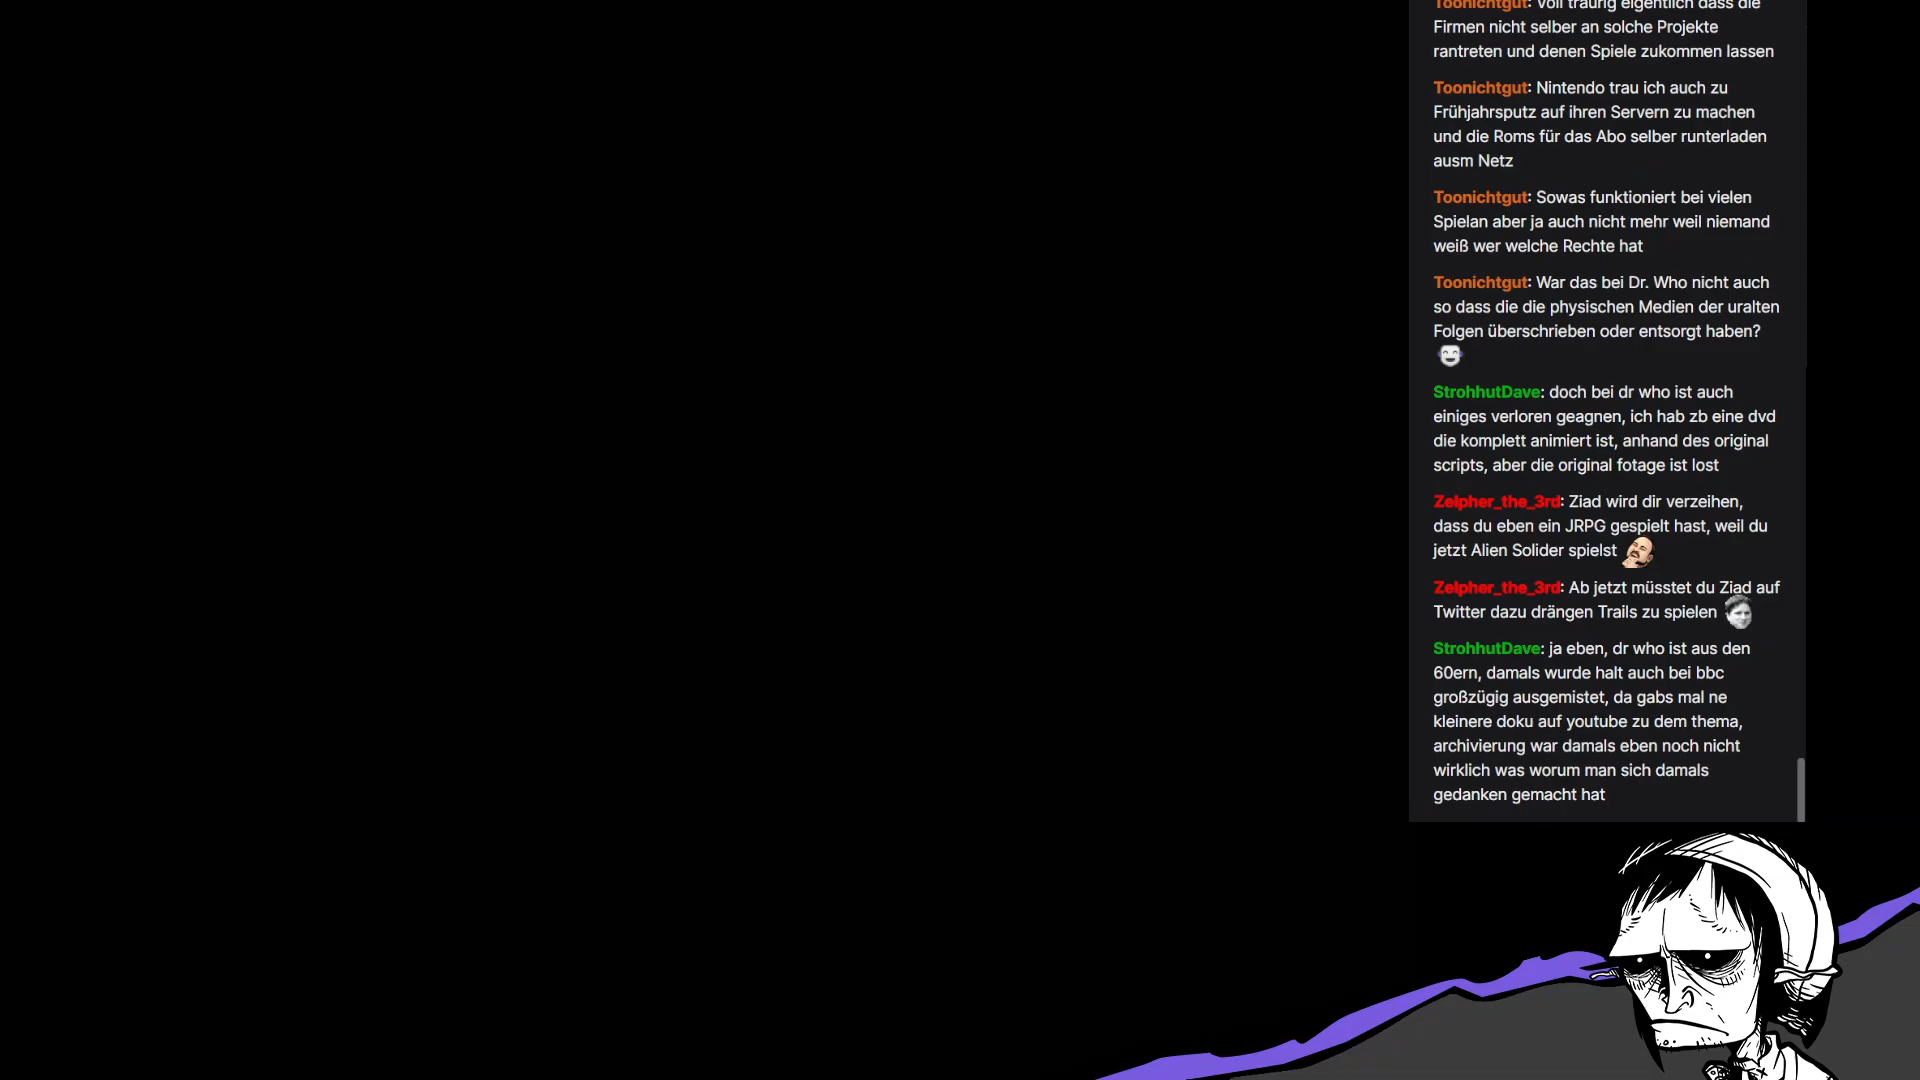 Toonichtgut: Voll traurig eigentlich dass die
Firmen nicht selber an solche Projekte
rantreten und denen Spiele zukommen lassen
Toonichtgut: Nintendo trau ich auch zu
Frühjahrsputz auf ihren Servern zu machen
und die Roms für das Abo selber runterladen
ausm Netz
Toonichtgut: Sowas funktioniert bei vielen
Spielan aber ja auch nicht mehr weil niemand
weiß wer welche Rechte hat
Toonichtgut: War das bei Dr. Who nicht auch
so dass die die physischen Medien der uralten
Folgen überschrieben oder entsorgt haben?
StrohhutDave: doch bei dr who ist auch
einiges verloren geagnen, ich hab zb eine dvd
die komplett animiert ist, anhand des original
scripts, aber die original fotage ist lost
Zelpher_the_3rd: Ziad wird dir verzeihen,
dass du eben ein JRPG gespielt hast, weil du
jetzt Alien Solider spielst
Zelpher_the_3rd: Ab jetzt müsstet du Ziad auf
Twitter dazu drängen Trails zu spielen
StrohhutDave: ja eben, dr who ist aus den
60ern, damals wurde halt auch bei bbc
großzügig ausgemistet, da gabs mal ne
kleinere doku auf youtube zu dem thema,
archivierung war damals eben noch nicht
wirklich was worum man sich damals
gedanken gemacht hat